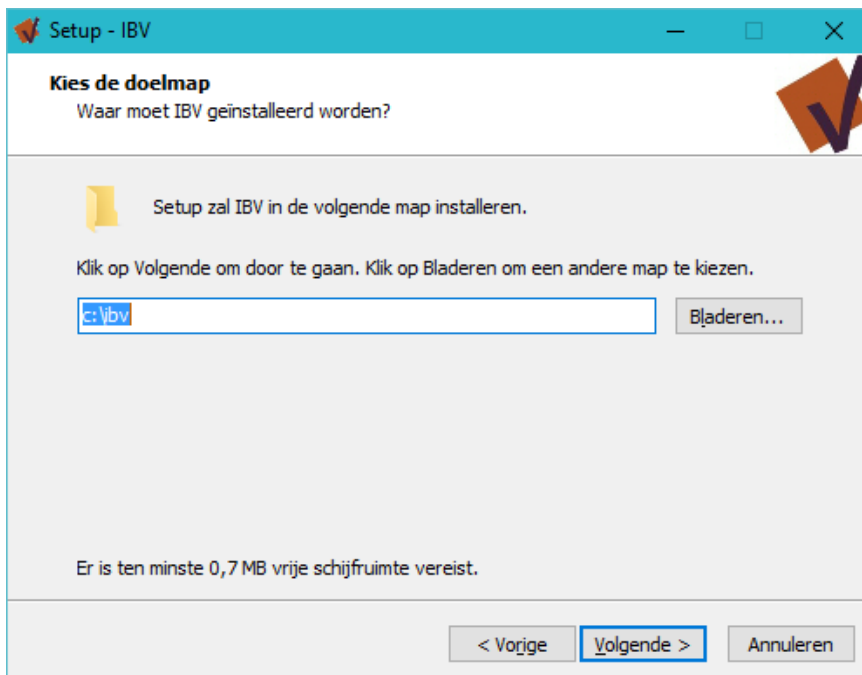 Setup - IBV
Kies de doelmap
Waar moet IBV geïnstalleerd worden?
Setup zal IBV in de volgende map installeren.
Klik op Volgende om door te gaan. Klik op Bladeren om een andere map te kiezen.
c:\ibv
Bladeren...
Er is ten minste 0,7 MB vrije schijfruimte vereist.
< Vorige
Volgende >
Annuleren